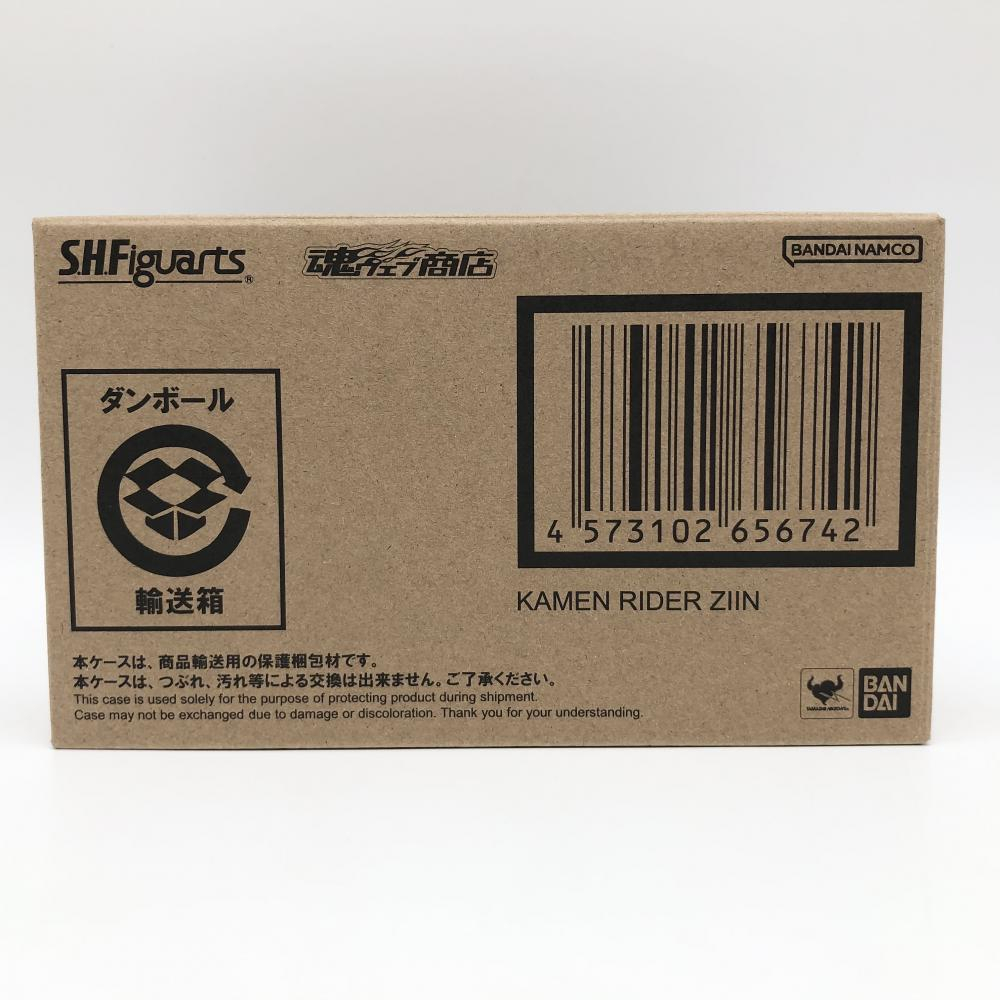 S.H.Figuarts®
魂ウェブ商店
BANDAI NAMCO
ダンボール
輸送箱
4 573102 656742
KAMEN RIDER ZIIN
本ケースは、商品輸送用の保護梱包材です。
本ケースは、つぶれ、汚れ等による交換は出来ません。ご了承ください。
This case is used solely for the purpose of protecting product during shipment.
Case may not be exchanged due to damage or discoloration. Thank you for your understanding.
TAMASHII NATIONS
BAN
DAI